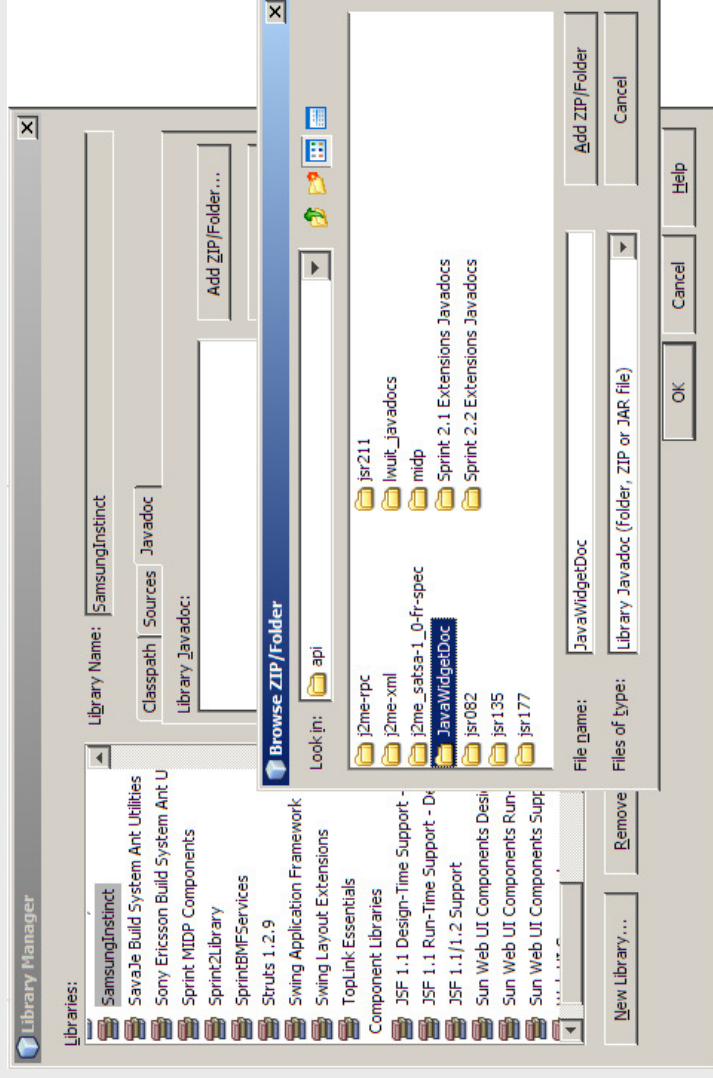 Library Manager
Libraries:
SamsungInstinct
SavaJe Build System Ant Utilities
Sony Ericsson Build System Ant U
Sprint MIDP Components
Sprint2Library
SprintBMFServices
Struts 1.2.9
Swing Application Framework
Swing Layout Extensions
TopLink Essentials
Component Libraries
JSF 1.1 Design-Time Support -
JSF 1.1 Run-Time Support - De
JSF 1.1/1.2 Support
Sun Web UI Components Desi
Sun Web UI Components Run-
Sun Web UI Components Supp
New Library...
Remove
Library Name:
SamsungInstinct
Classpath
Sources
Javadoc
Library Javadoc:
Add ZIP/Folder...
Browse ZIP/Folder
Look in:
api
j2me-rpc
j2me-xml
j2me_satsa-1_0-fr-spec
JavaWidgetDoc
jsr082
jsr135
jsr177
jsr211
lwuit_javadocs
midp
Sprint 2.1 Extensions Javadocs
Sprint 2.2 Extensions Javadocs
File name:
JavaWidgetDoc
Add ZIP/Folder
Files of type:
Library Javadoc (folder, ZIP or JAR file)
Cancel
OK
Cancel
Help